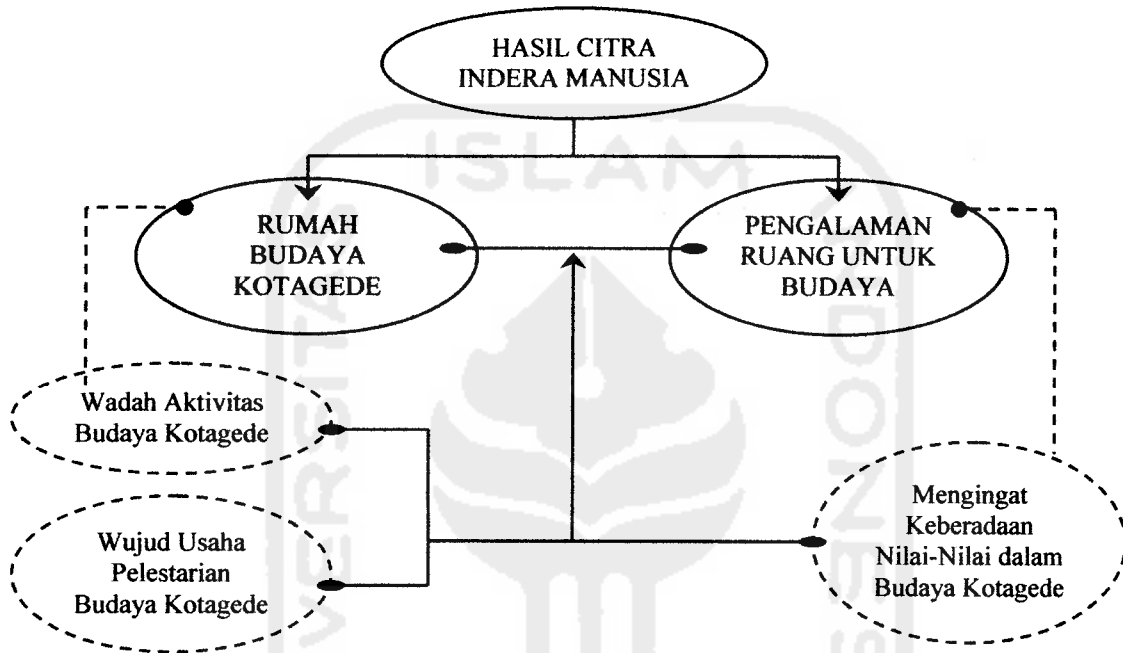 HASIL CITRA
INDERA MANUSIA
RUMAH
BUDAYA
KOTAGEDE
PENGALAMAN
RUANG UNTUK
BUDAYA
Wadah Aktivitas
Budaya Kotagede
Wujud Usaha
Pelestarian
Budaya Kotagede
Mengingat
Keberadaan
Nilai-Nilai dalam
Budaya Kotagede
ISLAM